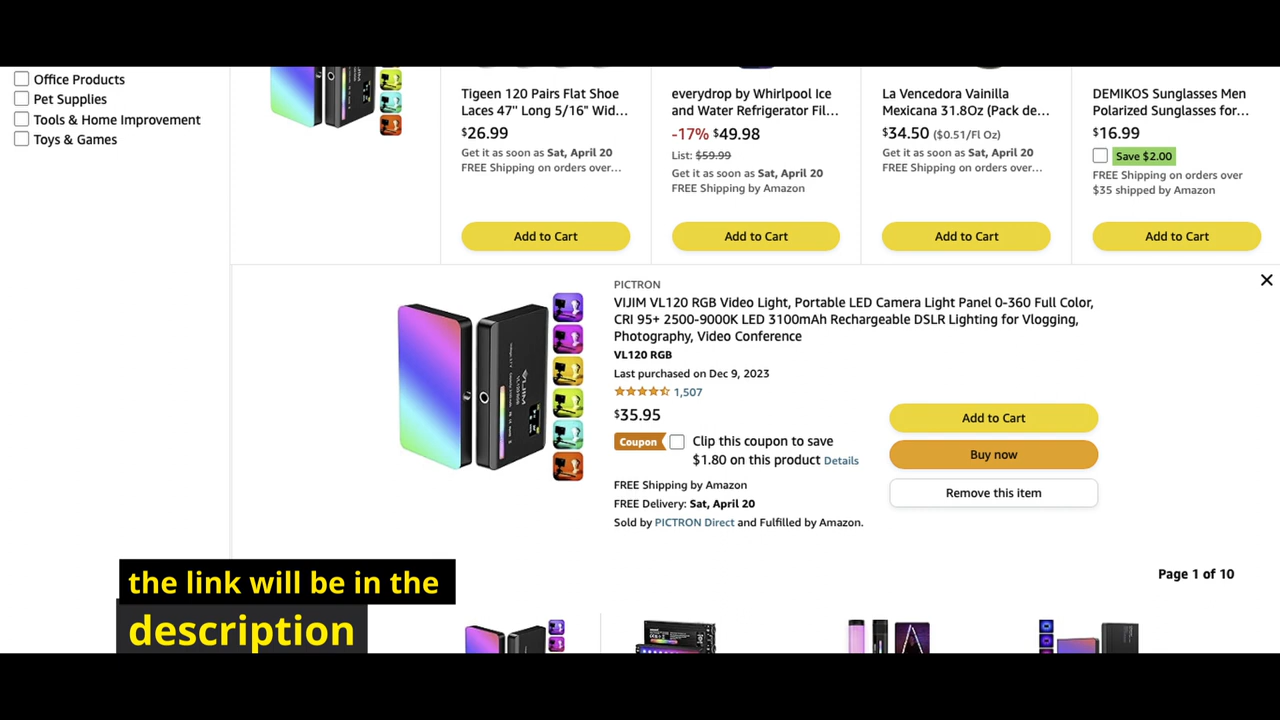 Office Products
Pet Supplies
Tools & Home Improvement
Toys & Games
Tigeen 120 Pairs Flat Shoe
Laces 47" Long 5/16" Wid...
$26.99
Get it as soon as Sat, April 20
FREE Shipping on orders over...
Add to Cart
everydrop by Whirlpool Ice
and Water Refrigerator Fil...
-17% $49.98
List: $59.99
Get it as soon as Sat, April 20
FREE Shipping by Amazon
Add to Cart
La Vencedora Vainilla
Mexicana 31.8Oz (Pack de...
$34.50 ($0.51/Fl Oz)
Get it as soon as Sat, April 20
FREE Shipping on orders over...
Add to Cart
DEMIKOS Sunglasses Men
Polarized Sunglasses for...
$16.99
Save $2.00
FREE Shipping on orders over
$35 shipped by Amazon
Add to Cart
PICTRON
VIJIM VL120 RGB Video Light, Portable LED Camera Light Panel 0-360 Full Color,
CRI 95+ 2500-9000K LED 3100mAh Rechargeable DSLR Lighting for Vlogging,
Photography, Video Conference
VL120 RGB
Last purchased on Dec 9, 2023
1,507
$35.95
Coupon Clip this coupon to save
$1.80 on this product Details
FREE Shipping by Amazon
FREE Delivery: Sat, April 20
Sold by PICTRON Direct and Fulfilled by Amazon.
Add to Cart
Buy now
Remove this item
VIJIM
Page 1 of 10
the link will be in the
description